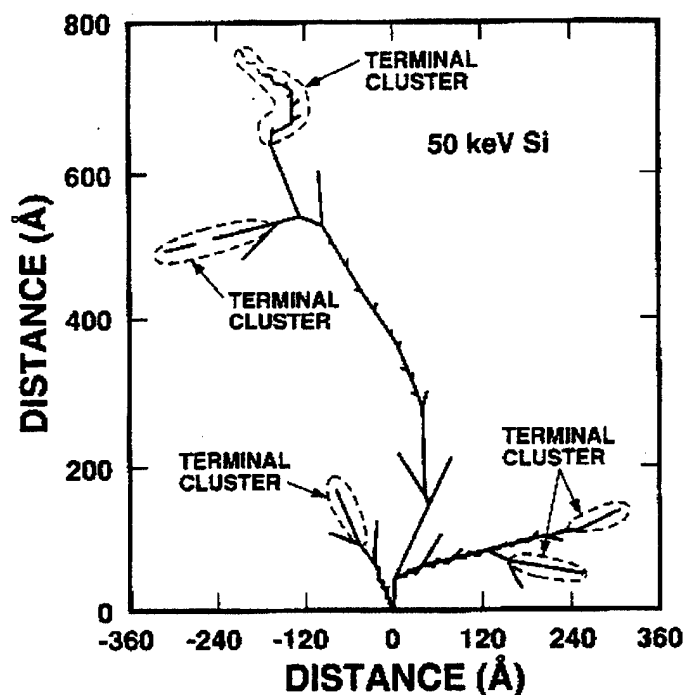 800
600
400
200
0
DISTANCE (Å)
TERMINAL
CLUSTER
50 keV Si
TERMINAL
CLUSTER
TERMINAL
CLUSTER
TERMINAL
CLUSTER
-360 -240 -120 0 120 240 360
DISTANCE (Å)